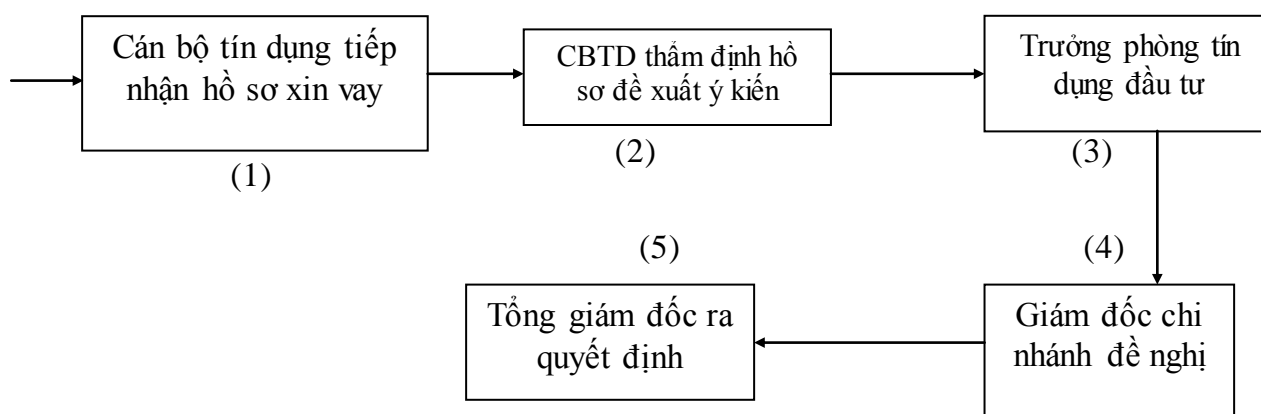 Cán bộ tín dụng tiếp
nhận hồ sơ xin vay
(1)
CBTD thẩm định hồ
sơ đề xuất ý kiến
(2)
Trưởng phòng tín
dụng đầu tư
(3)
(4)
Giám đốc chi
nhánh đề nghị
(5)
Tổng giám đốc ra
quyết định